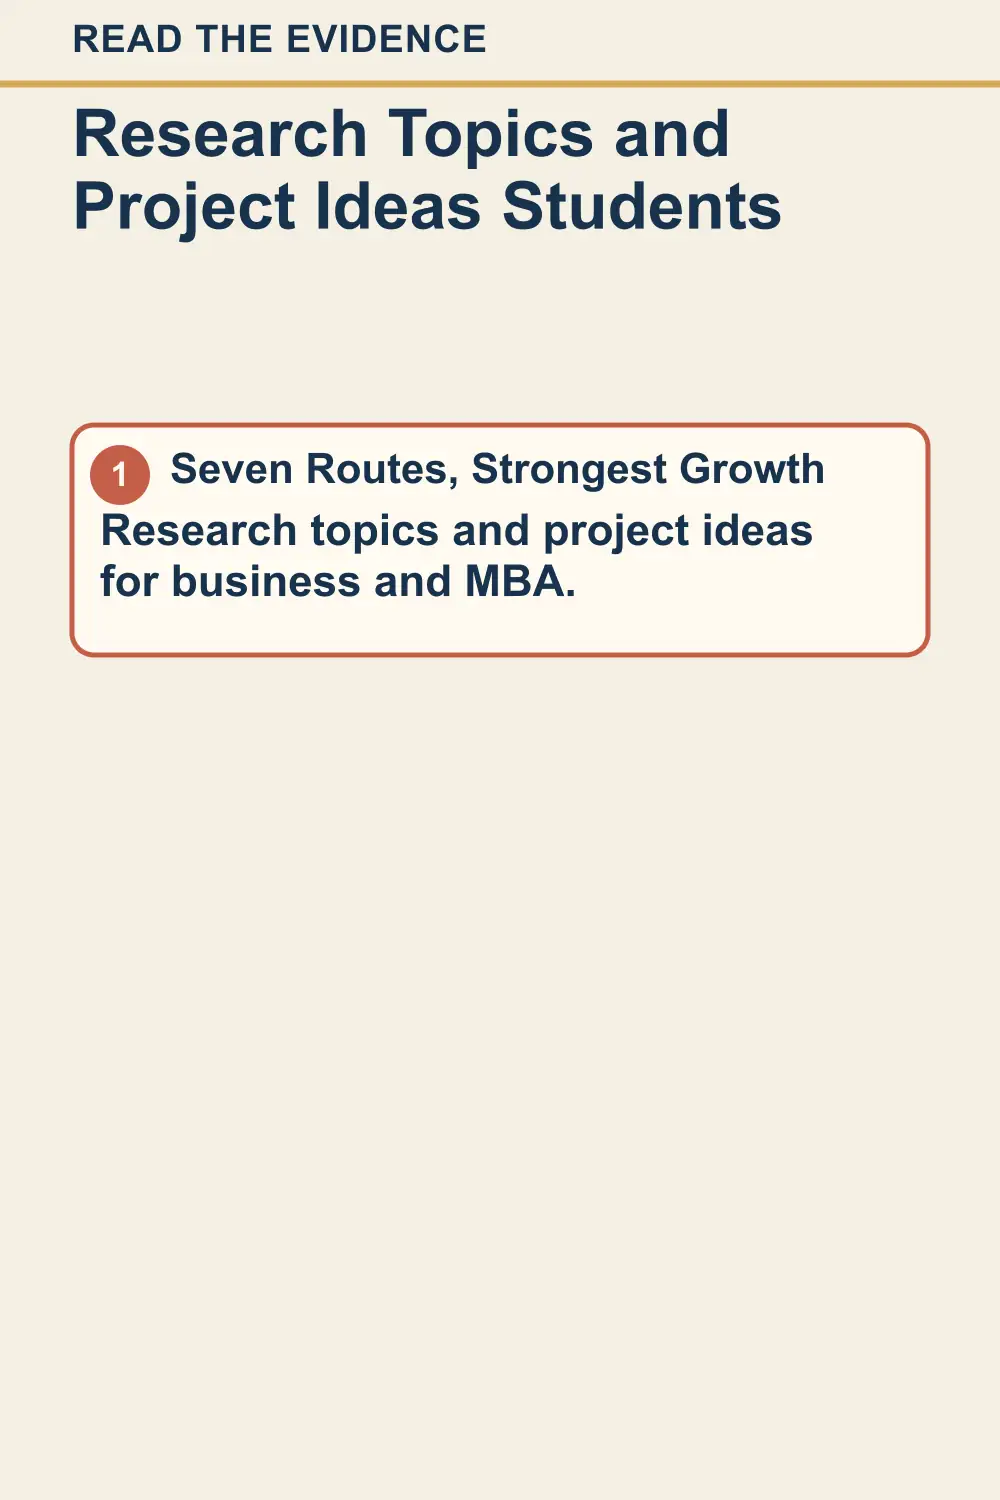 READ THE EVIDENCE
Research Topics and
Project Ideas Students
1 Seven Routes, Strongest Growth
Research topics and project ideas
for business and MBA.